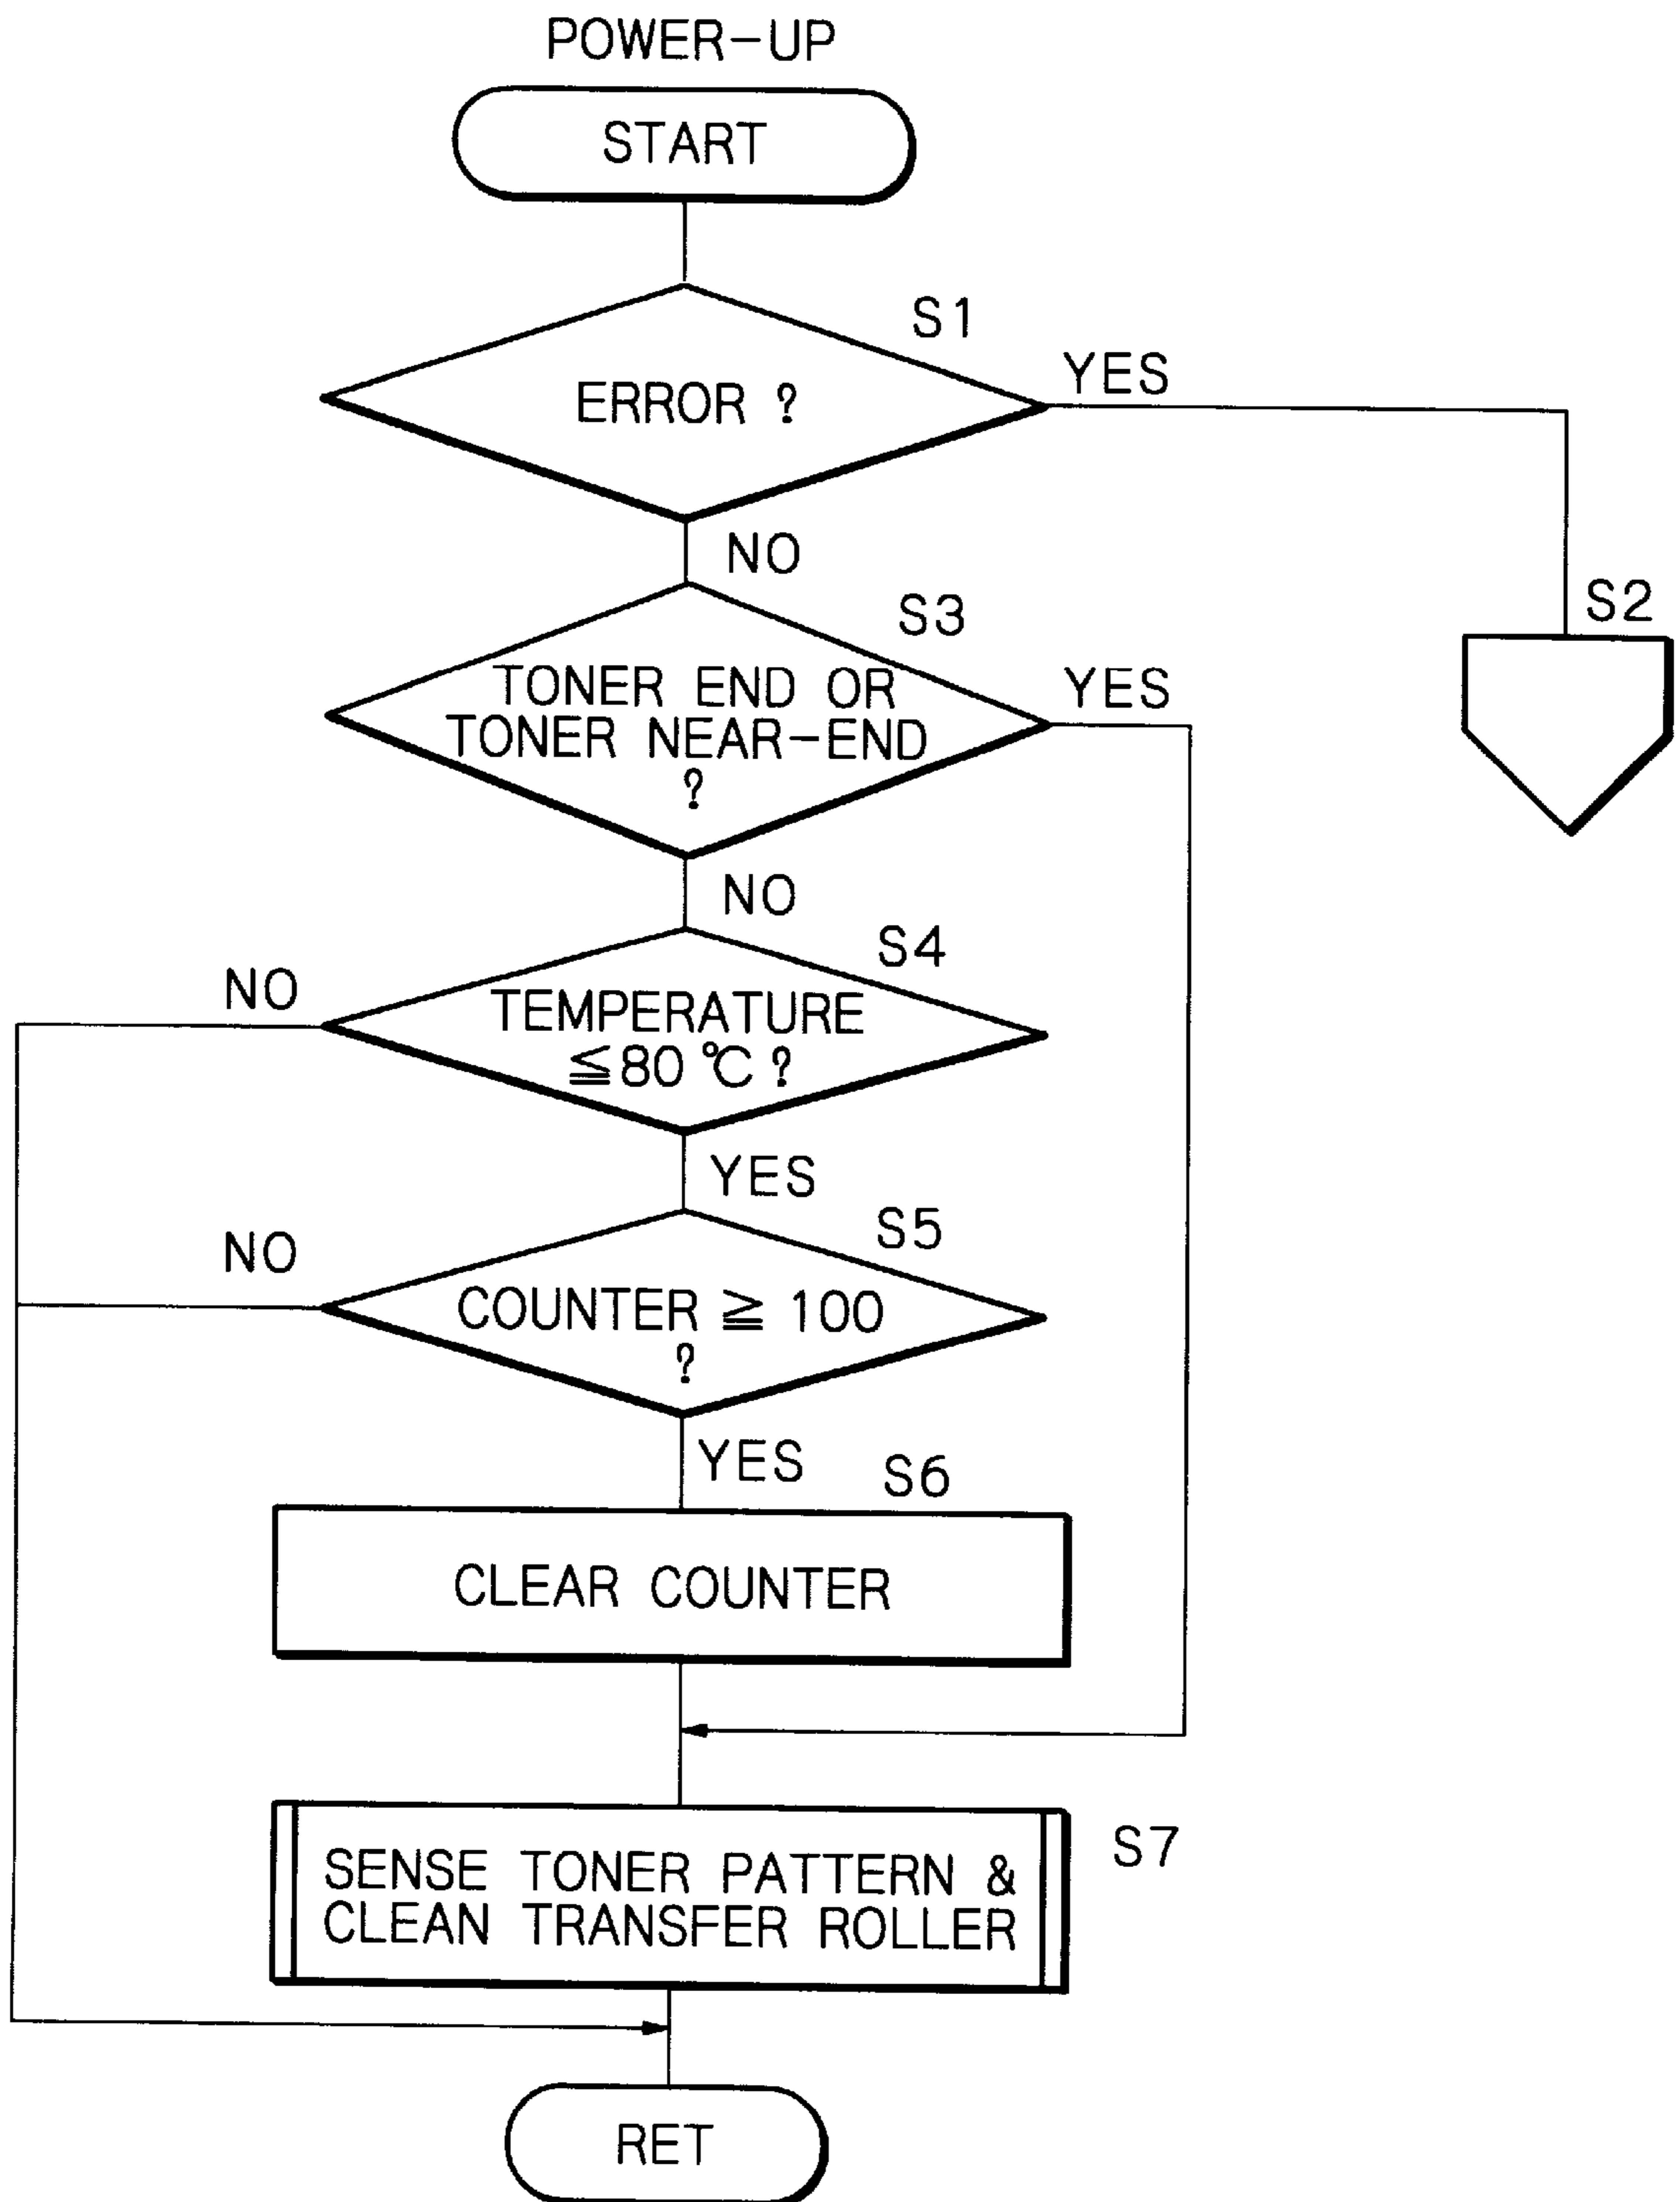 POWER-UP
START
S1
ERROR ?
YES
NO
S2
S3
TONER END OR
TONER NEAR-END
?
YES
NO
S4
NO
TEMPERATURE
≦80 ℃ ?
YES
S5
NO
COUNTER ≧ 100
?
YES
S6
CLEAR COUNTER
S7
SENSE TONER PATTERN &
CLEAN TRANSFER ROLLER
RET